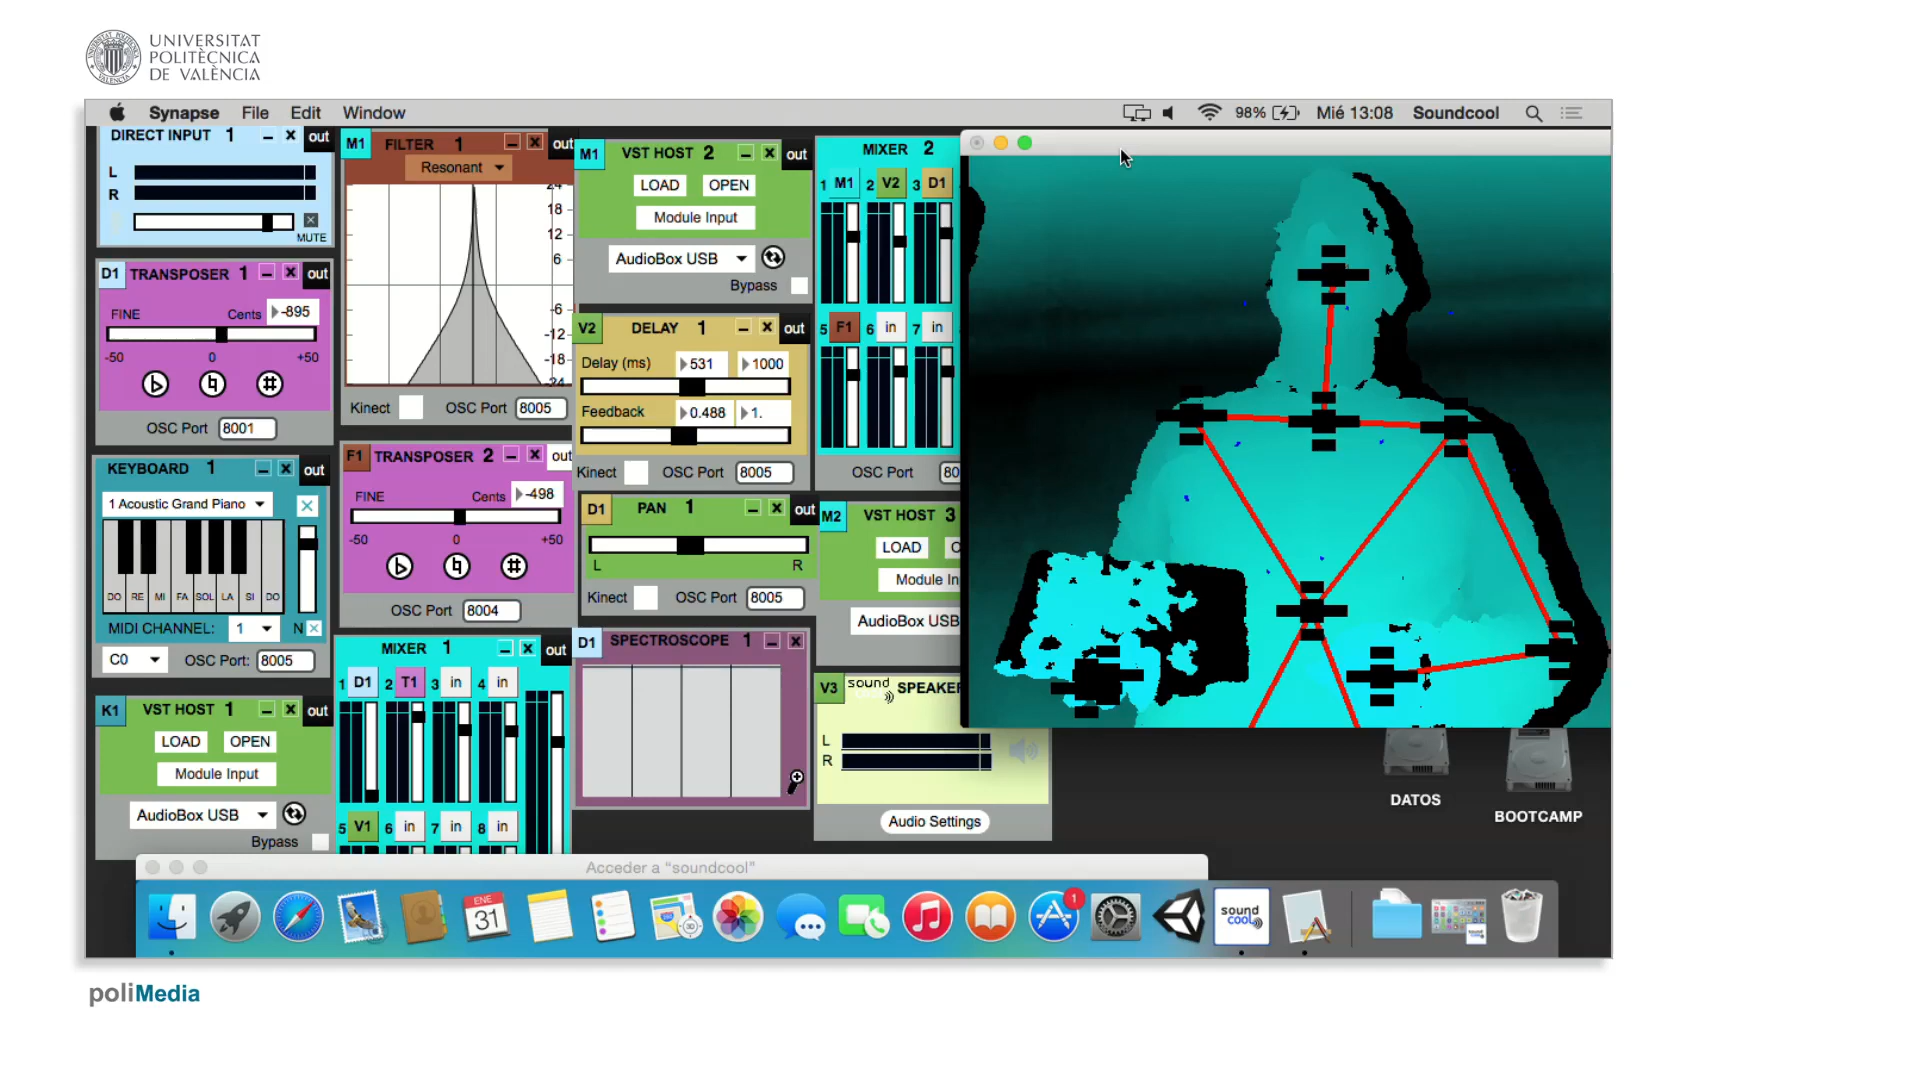 UNIVERSITAT
POLITÈCNICA
DE VALÈNCIA
Synapse File Edit Window 98% Mié 13:08 Soundcool
DIRECT INPUT 1 out
L
R
MUTE
D1 TRANSPOSER 1 out
FINE Cents -895
-50 0 +50
OSC Port 8001
KEYBOARD 1 out
1 Acoustic Grand Piano
DO RE MI FA SOL LA SI DO
MIDI CHANNEL: 1 N
C0 OSC Port: 8005
K1 VST HOST 1 out
LOAD OPEN
Module Input
AudioBox USB
Bypass
M1 FILTER 1 out
Resonant
24
18
12
6
-6
-12
-18
-24
Kinect OSC Port 8005
F1 TRANSPOSER 2 out
FINE Cents -498
-50 0 +50
OSC Port 8004
MIXER 1 out
1 D1 2 T1 3 in 4 in
5 V1 6 in 7 in 8 in
M1 VST HOST 2 out
LOAD OPEN
Module Input
AudioBox USB
Bypass
V2 DELAY 1 out
Delay (ms) 531 1000
Feedback 0.488 1.
Kinect OSC Port 8005
D1 PAN 1 out
L R
Kinect OSC Port 8005
D1 SPECTROSCOPE 1
MIXER 2
1 M1 2 V2 3 D1
5 F1 6 in 7 in
OSC Port 80
M2 VST HOST 3
LOAD O
Module In
AudioBox USB
V3 sound SPEAKE
L
R
Audio Settings
DATOS
BOOTCAMP
Acceder a “soundcool”
ENE
31
1
sound
cool
poliMedia